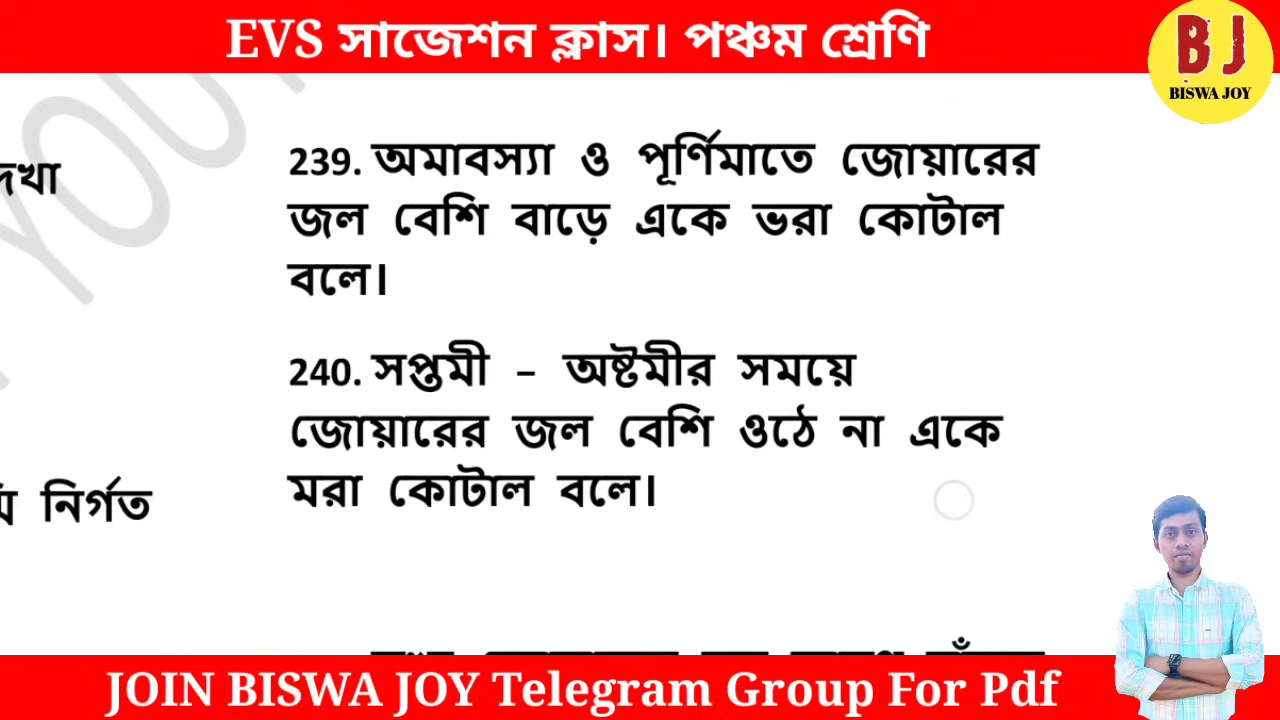 EVS সাজেশন ক্লাস। পঞ্চম শ্রেণি
BJ
BISWA JOY
239. অমাবস্যা ও পূর্ণিমাতে জোয়ারের
জল বেশি বাড়ে একে ভরা কোটাল
বলে।
240. সপ্তমী – অষ্টমীর সময়ে
জোয়ারের জল বেশি ওঠে না একে
মরা কোটাল বলে।
নির্গত
JOIN BISWA JOY Telegram Group For Pdf